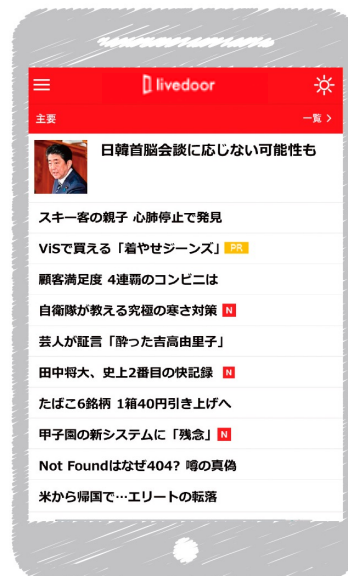 livedoor
主要
一覧 >
日韓首脳会談に応じない可能性も
スキー客の親子 心肺停止で発見
ViSで買える「着やせジーンズ」 PR
顧客満足度 4連覇のコンビニは
自衛隊が教える究極の寒さ対策 N
芸人が証言「酔った吉高由里子」
田中将大、史上2番目の快記録 N
たばこ6銘柄 1箱40円引き上げへ
甲子園の新システムに「残念」 N
Not Foundはなぜ404? 噂の真偽
米から帰国で…エリートの転落